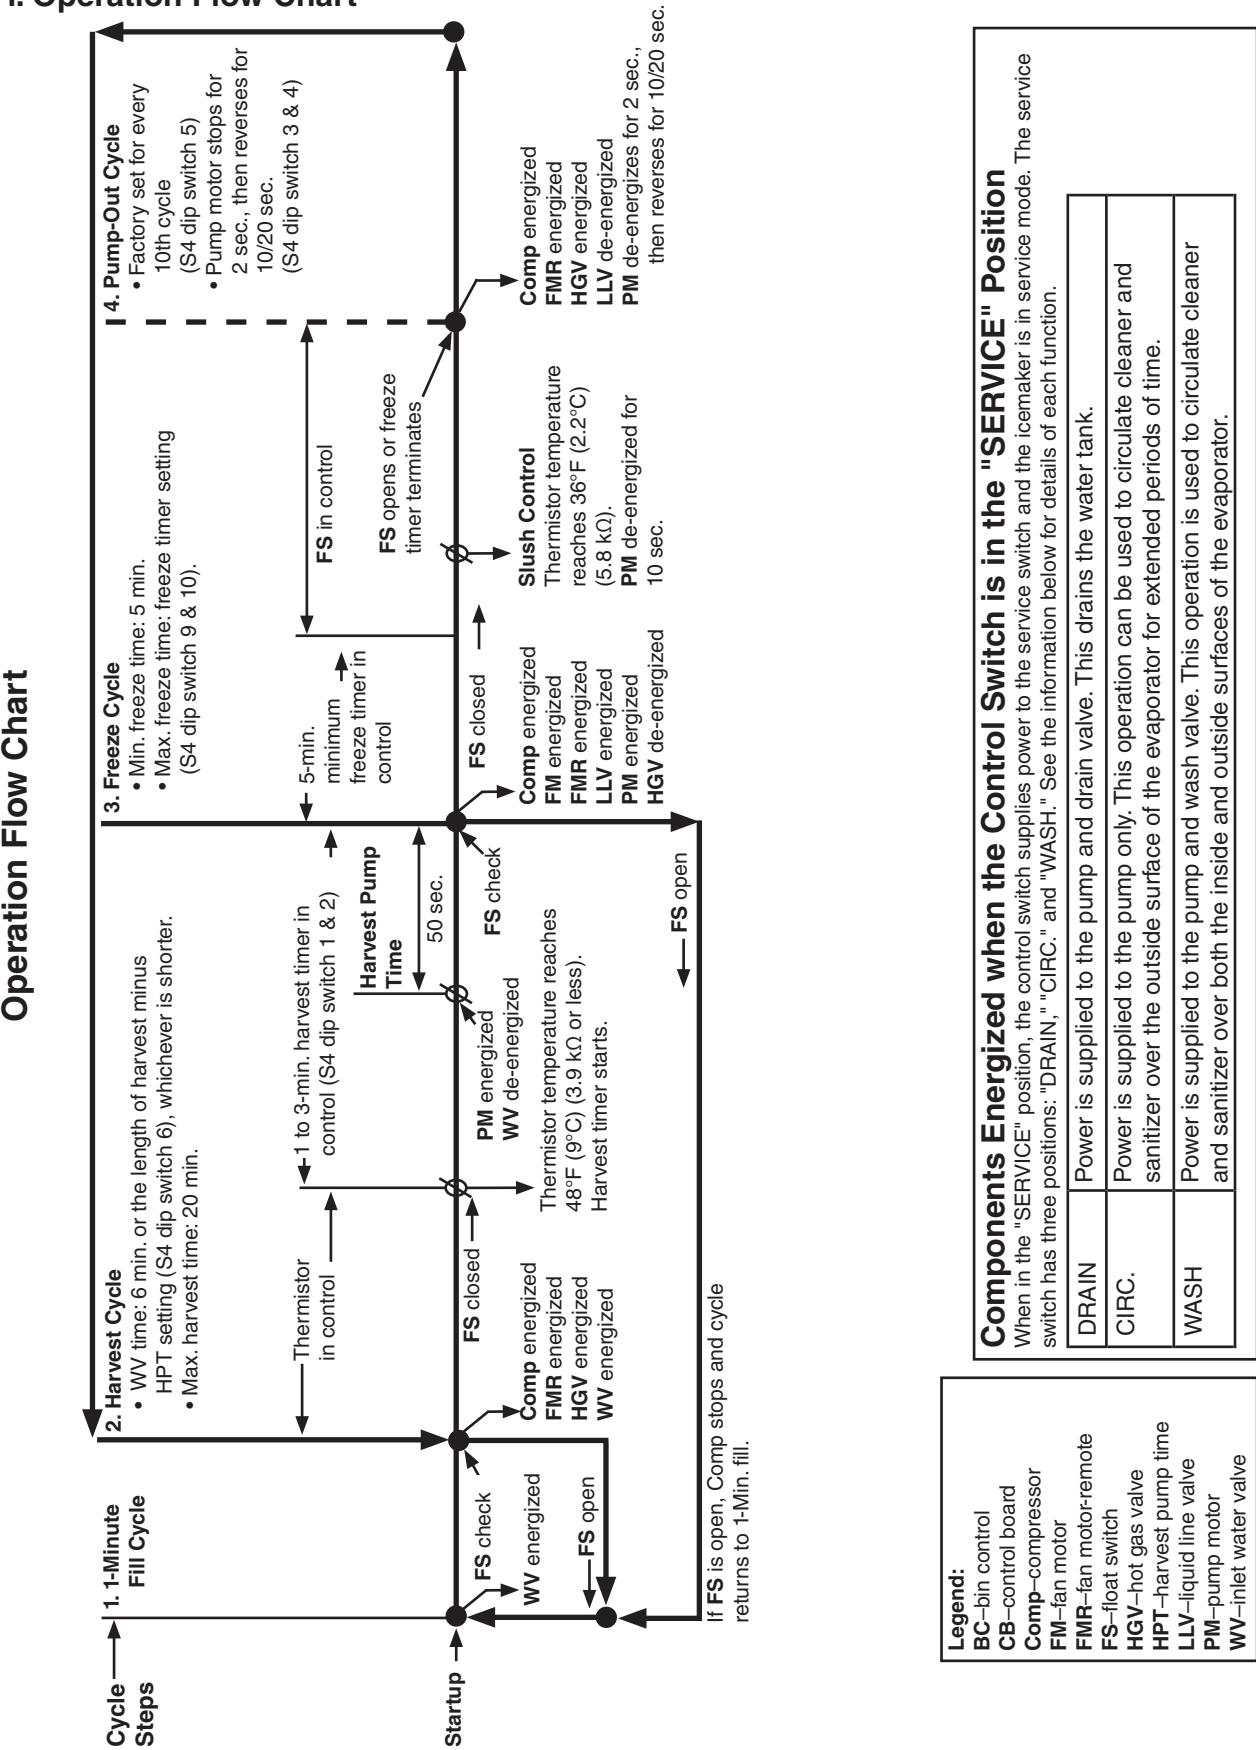 I. Operation Flow Chart
Operation Flow Chart
Cycle
Steps
1. 1-Minute
Fill Cycle
2. Harvest Cycle
• WV time: 6 min. or the length of harvest minus
HPT setting (S4 dip switch 6), whichever is shorter.
• Max. harvest time: 20 min.
3. Freeze Cycle
• Min. freeze time: 5 min.
• Max. freeze time: freeze timer setting
(S4 dip switch 9 & 10).
4. Pump-Out Cycle
• Factory set for every
10th cycle
(S4 dip switch 5)
• Pump motor stops for
2 sec., then reverses for
10/20 sec.
(S4 dip switch 3 & 4)
Thermistor
in control
1 to 3-min. harvest timer in
control (S4 dip switch 1 & 2)
5-min.
minimum
freeze timer in
control
FS in control
Harvest Pump
Time
50 sec.
FS opens or freeze
timer terminates
Startup
FS check
WV energized
FS open
FS closed
Comp energized
FMR energized
HGV energized
WV energized
PM energized
WV de-energized
Thermistor temperature reaches
48°F (9°C) (3.9 kΩ or less).
Harvest timer starts.
FS check
FS closed
Comp energized
FM energized
FMR energized
LLV energized
PM energized
HGV de-energized
Slush Control
Thermistor temperature
reaches 36°F (2.2°C)
(5.8 kΩ).
PM de-energized for
10 sec.
Comp energized
FMR energized
HGV energized
LLV de-energized
PM de-energizes for 2 sec.,
then reverses for 10/20 sec.
FS open
If FS is open, Comp stops and cycle
returns to 1-Min. fill.
Legend:
BC–bin control
CB–control board
Comp–compressor
FM–fan motor
FMR–fan motor-remote
FS–float switch
HGV–hot gas valve
HPT–harvest pump time
LLV–liquid line valve
PM–pump motor
WV–inlet water valve
Components Energized when the Control Switch is in the "SERVICE" Position
When in the "SERVICE" position, the control switch supplies power to the service switch and the icemaker is in service mode. The service
switch has three positions: "DRAIN," "CIRC." and "WASH." See the information below for details of each function.
DRAIN Power is supplied to the pump and drain valve. This drains the water tank.
CIRC. Power is supplied to the pump only. This operation can be used to circulate cleaner and
sanitizer over the outside surface of the evaporator for extended periods of time.
WASH Power is supplied to the pump and wash valve. This operation is used to circulate cleaner
and sanitizer over both the inside and outside surfaces of the evaporator.